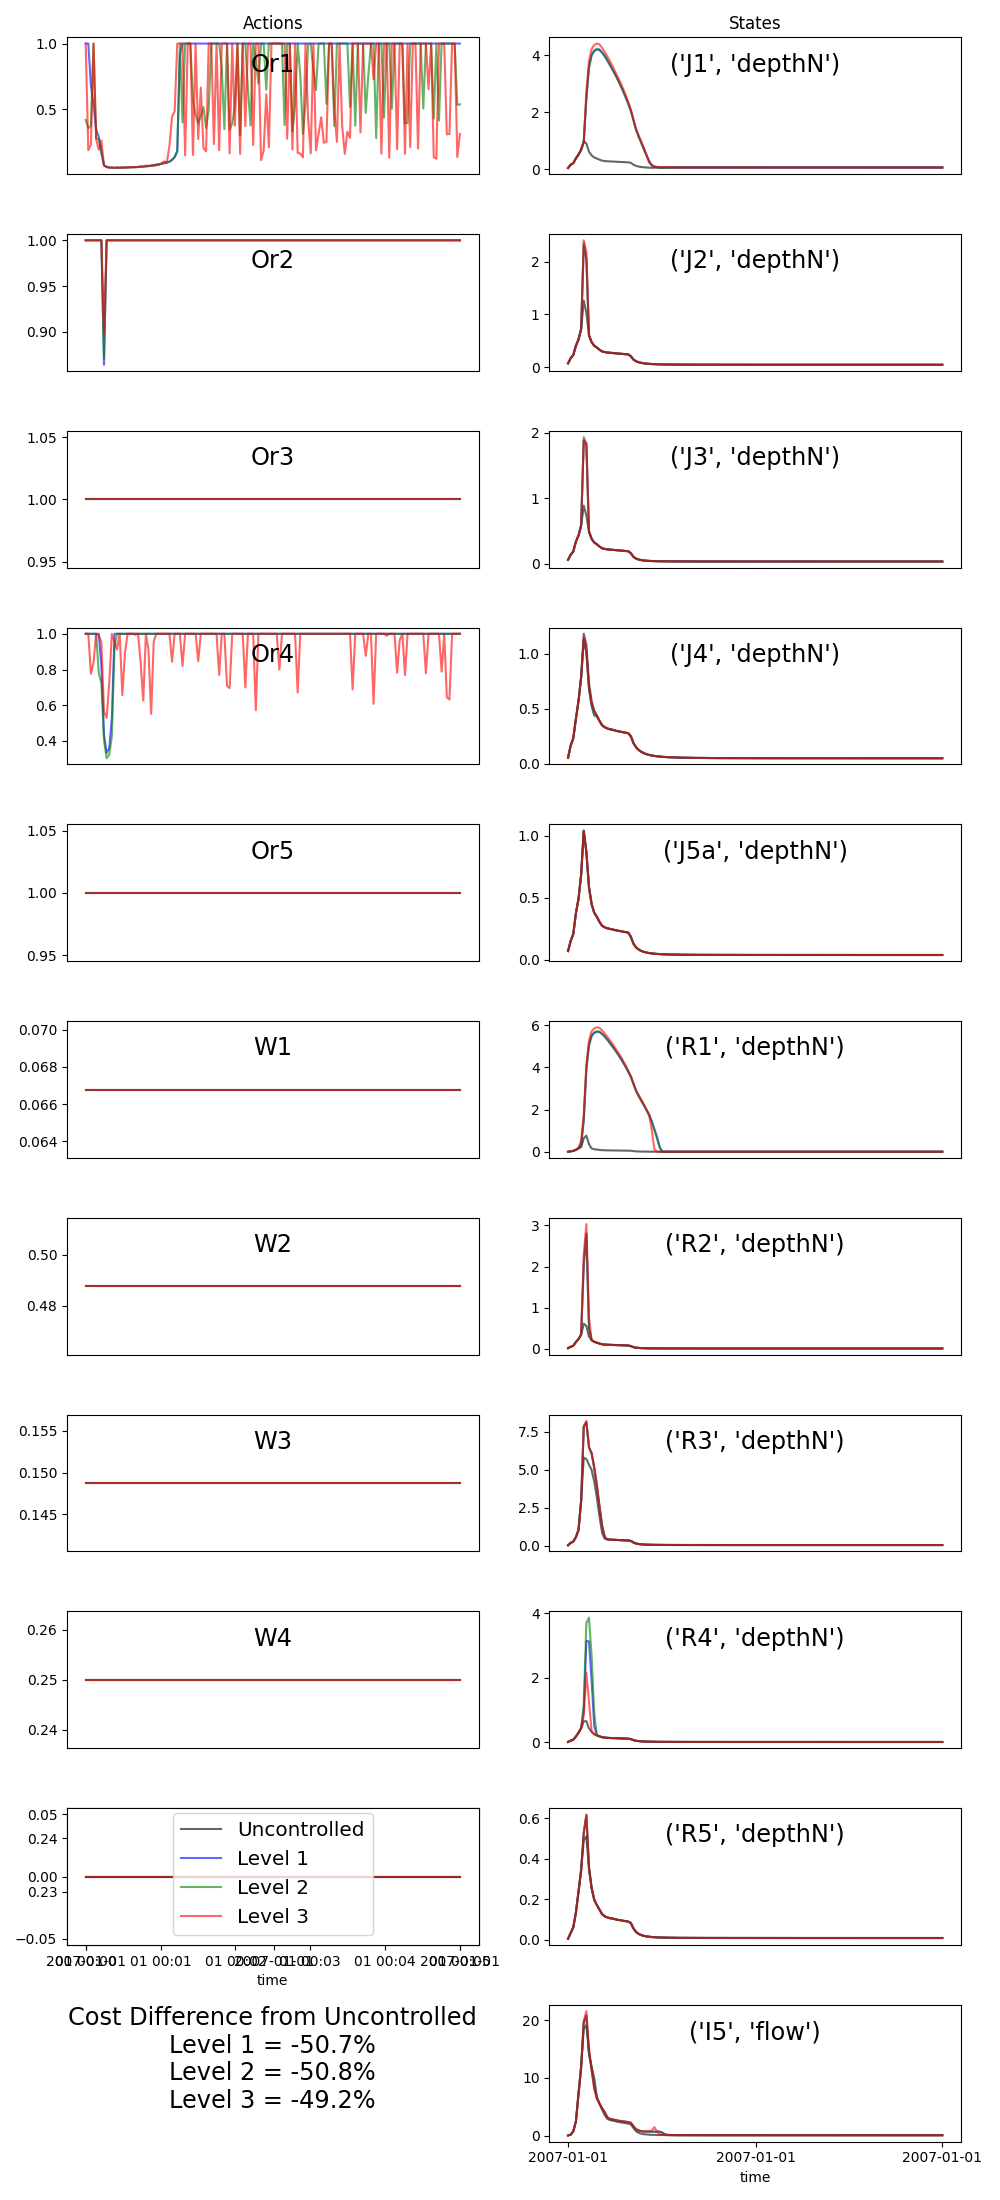 Actions
States
1.0
0.5
Or1
4
2
0
('J1', 'depthN')
1.00
0.95
0.90
Or2
2
1
0
('J2', 'depthN')
1.05
1.00
0.95
Or3
2
1
0
('J3', 'depthN')
1.0
0.8
0.6
0.4
Or4
1.0
0.5
0.0
('J4', 'depthN')
1.05
1.00
0.95
Or5
1.0
0.5
0.0
('J5a', 'depthN')
0.070
0.068
0.066
0.064
W1
6
4
2
0
('R1', 'depthN')
0.50
0.48
W2
3
2
1
0
('R2', 'depthN')
0.155
0.150
0.145
W3
7.5
5.0
2.5
0.0
('R3', 'depthN')
0.26
0.25
0.24
W4
4
2
0
('R4', 'depthN')
0.05
0.24
0.00
0.23
−0.05
Uncontrolled
Level 1
Level 2
Level 3
01 00:01
01 00:04
time
0.6
0.4
0.2
0.0
('R5', 'depthN')
Cost Difference from Uncontrolled
Level 1 = -50.7%
Level 2 = -50.8%
Level 3 = -49.2%
20
10
0
('I5', 'flow')
2007-01-01 2007-01-01 2007-01-01
time